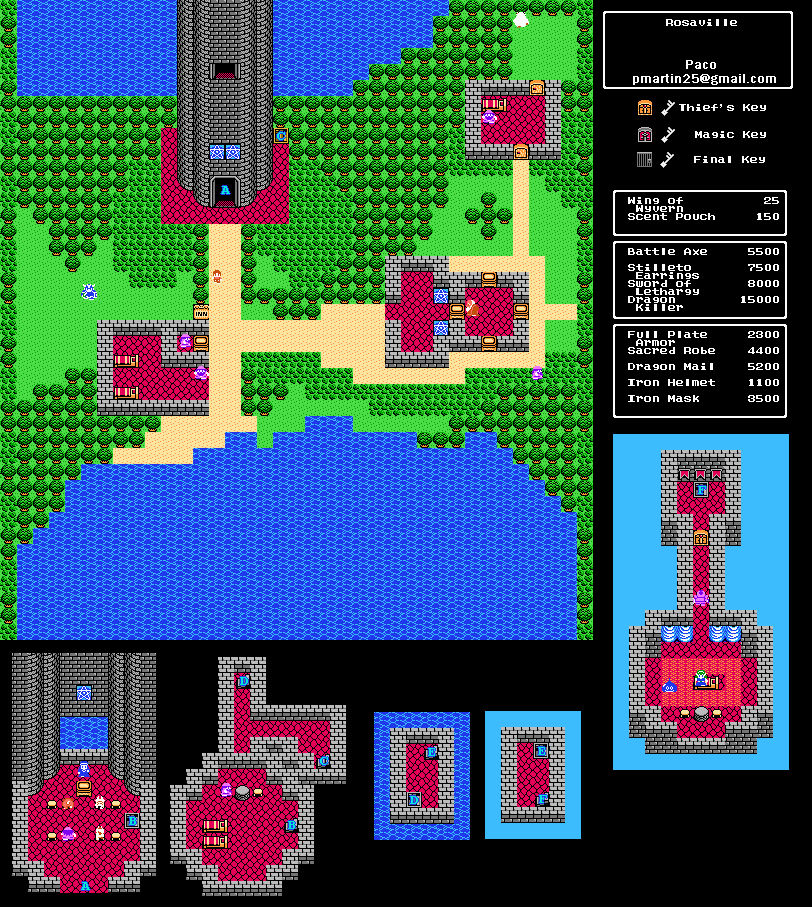 Rosaville
Paco
pmartin25@gmail.com
Thief's Key
Magic Key
Final Key
Wing of Wyvern 25
Scent Pouch 150
Battle Axe 5500
Stilleto Earrings 7500
Sword of Lethargy 8000
Dragon Killer 15000
Full Plate Armor 2300
Sacred Robe 4400
Dragon Mail 5200
Iron Helmet 1100
Iron Mask 3500
C
A
INN
F
D
C
B
B
A
E
D
E
F